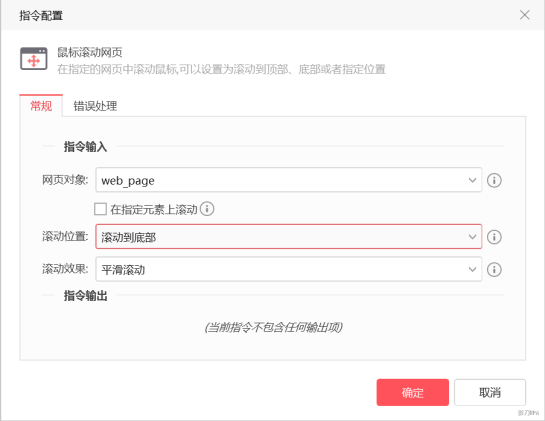 指令配置
鼠标滚动网页
在指定的网页中滚动鼠标,可以设置为滚动到顶部、底部或者指定位置
常规 错误处理
指令输入
网页对象: web_page
在指定元素上滚动
滚动位置: 滚动到底部
滚动效果: 平滑滚动
指令输出
(当前指令不包含任何输出项)
确定 取消
影刀RPA